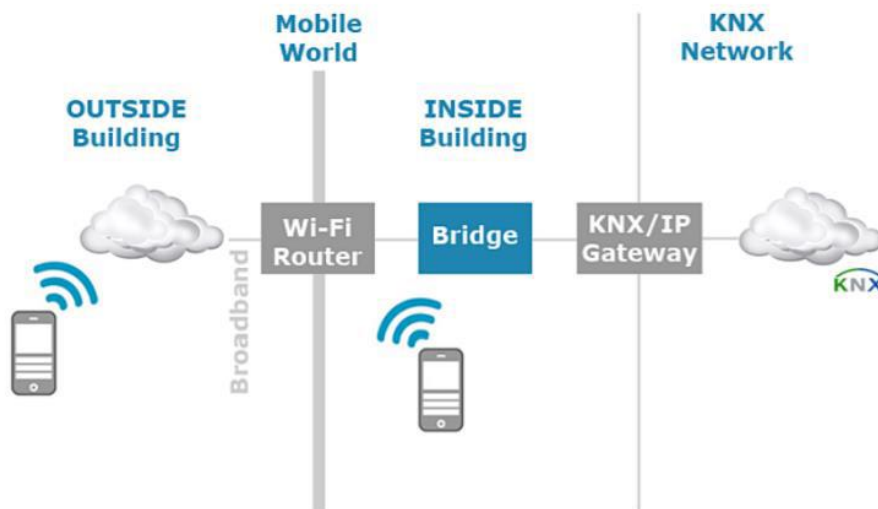 Mobile
World
KNX
Network
OUTSIDE
Building
INSIDE
Building
Wi-Fi
Router
Bridge
KNX/IP
Gateway
Broadband
KNX